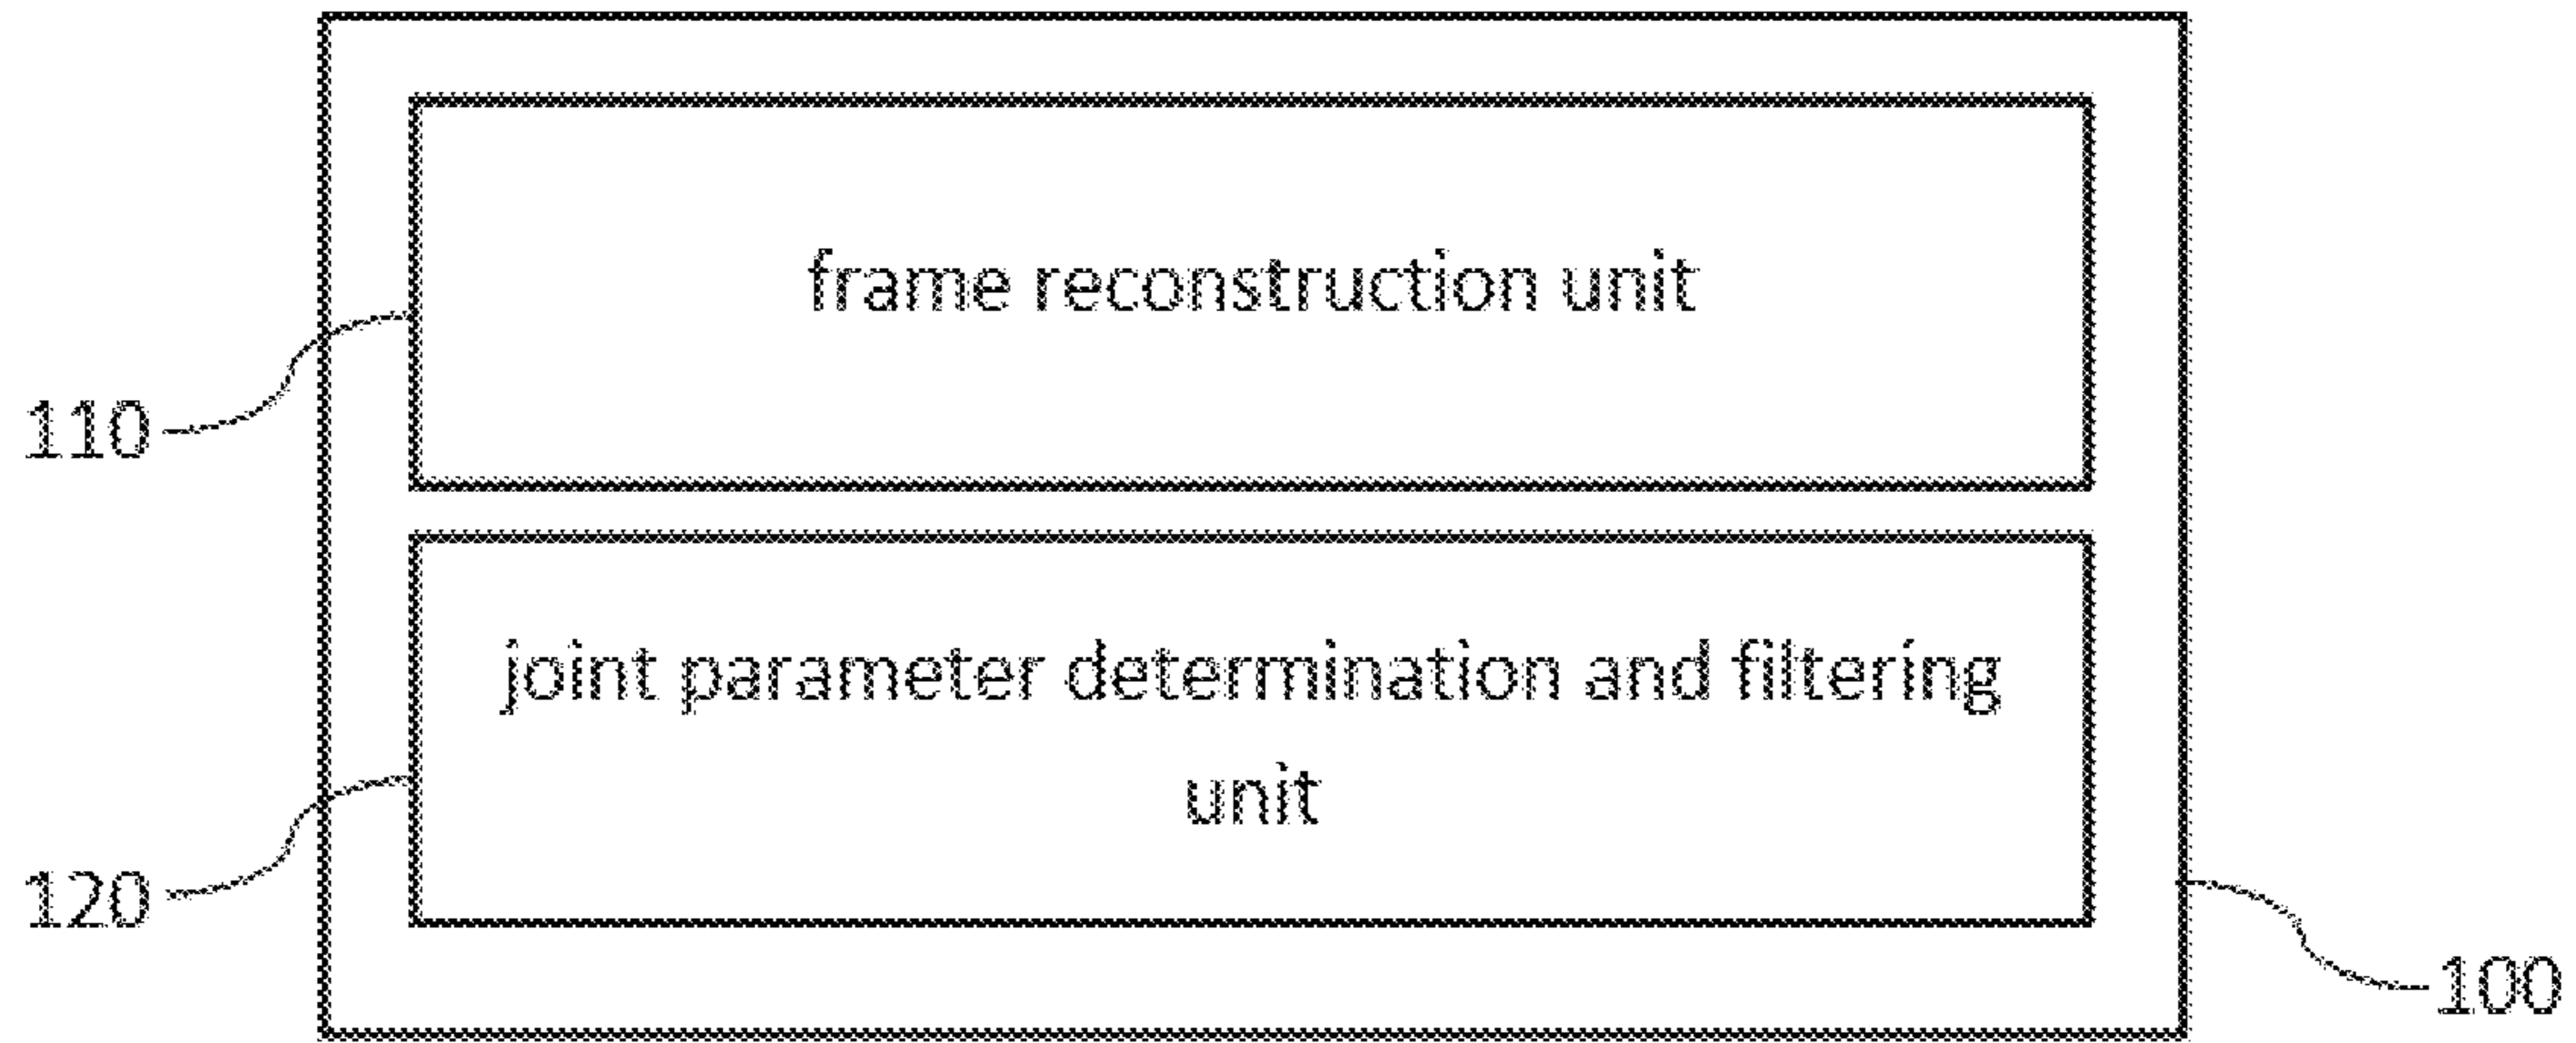 frame reconstruction unit
110
joint parameter determination and filtering
unit
120
100